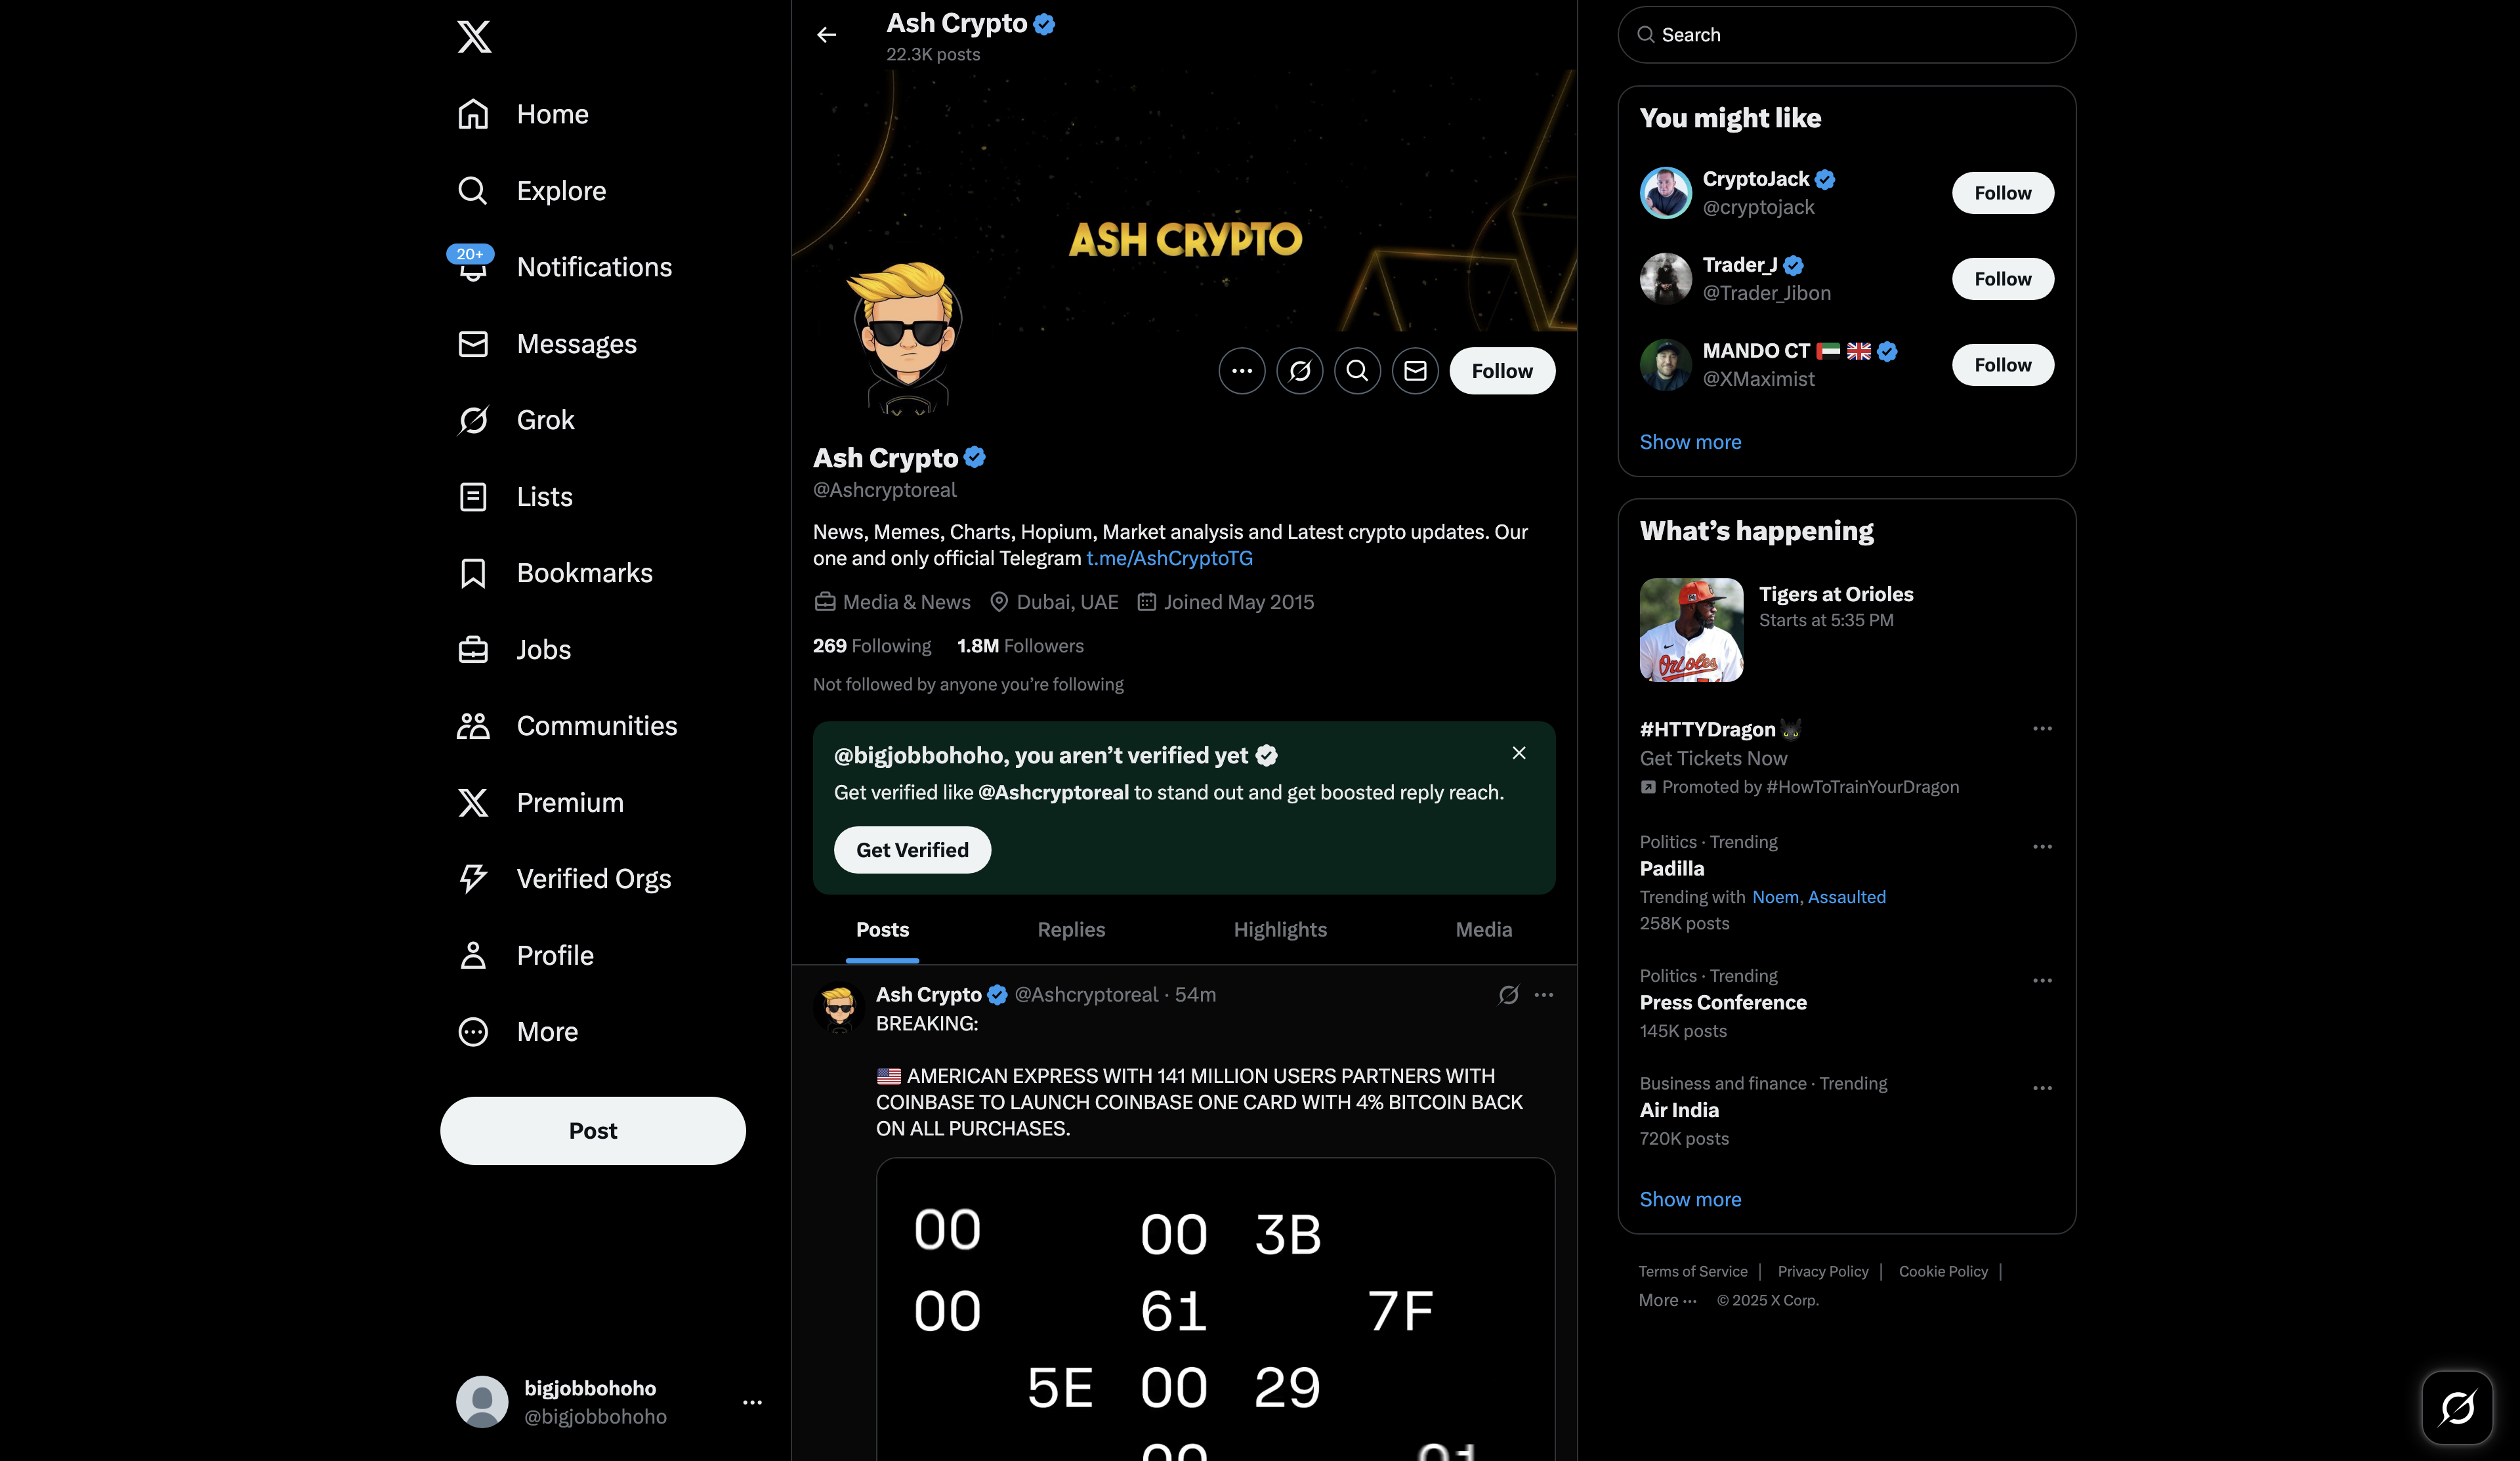 Home
Explore
20+
Notifications
Messages
Grok
Lists
Bookmarks
Jobs
Communities
Premium
Verified Orgs
Profile
More
Post
bigjobbohoho
@bigjobbohoho
Ash Crypto
22.3K posts
ASH CRYPTO
Follow
Ash Crypto
@Ashcryptoreal
News, Memes, Charts, Hopium, Market analysis and Latest crypto updates. Our
one and only official Telegram t.me/AshCryptoTG
Media & News Dubai, UAE Joined May 2015
269 Following 1.8M Followers
Not followed by anyone you’re following
@bigjobbohoho, you aren’t verified yet
Get verified like @Ashcryptoreal to stand out and get boosted reply reach.
Get Verified
Posts Replies Highlights Media
Ash Crypto @Ashcryptoreal · 54m
BREAKING:
🇺🇸 AMERICAN EXPRESS WITH 141 MILLION USERS PARTNERS WITH
COINBASE TO LAUNCH COINBASE ONE CARD WITH 4% BITCOIN BACK
ON ALL PURCHASES.
00 00 3B
00 61 7F
5E 00 29
Search
You might like
CryptoJack
@cryptojack
Follow
Trader_J
@Trader_Jibon
Follow
MANDO CT 🇦🇪 🇬🇧
@XMaximist
Follow
Show more
What’s happening
Tigers at Orioles
Starts at 5:35 PM
#HTTYDragon
Get Tickets Now
Promoted by #HowToTrainYourDragon
Politics · Trending
Padilla
Trending with Noem, Assaulted
258K posts
Politics · Trending
Press Conference
145K posts
Business and finance · Trending
Air India
720K posts
Show more
Terms of Service | Privacy Policy | Cookie Policy |
More ··· © 2025 X Corp.